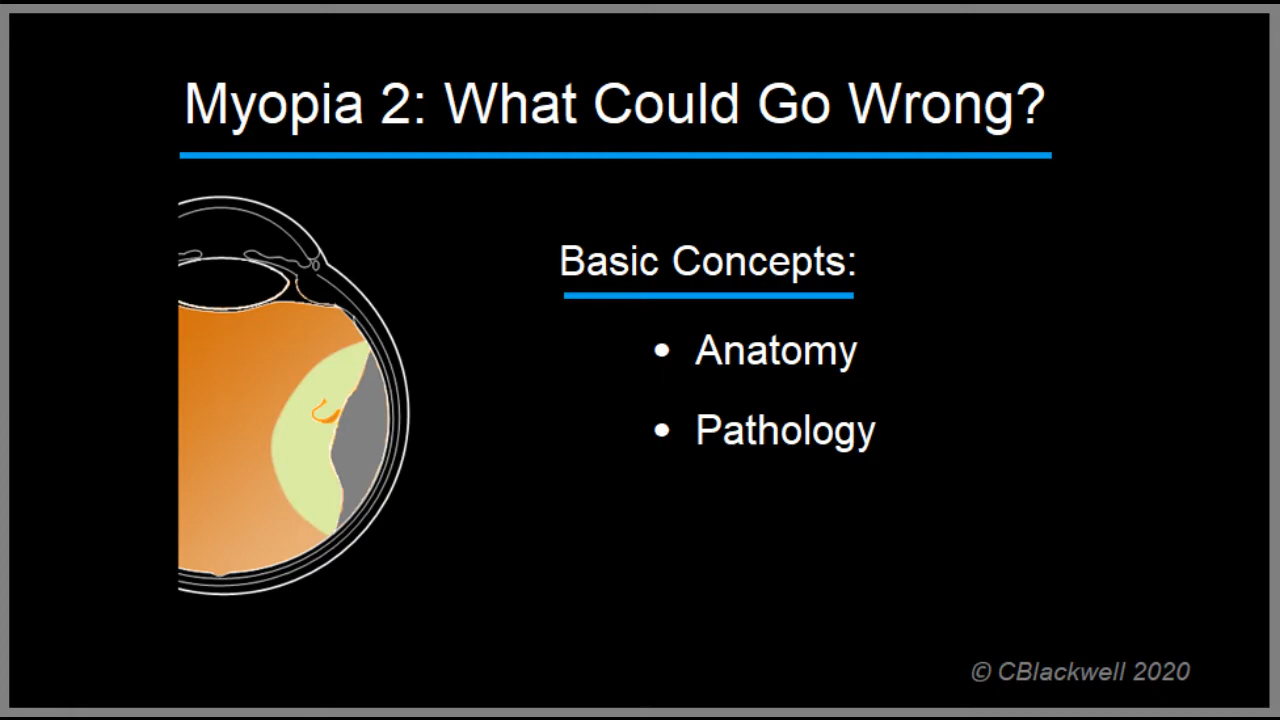 Myopia 2: What Could Go Wrong?
Basic Concepts:
• Anatomy
• Pathology
© CBlackwell 2020